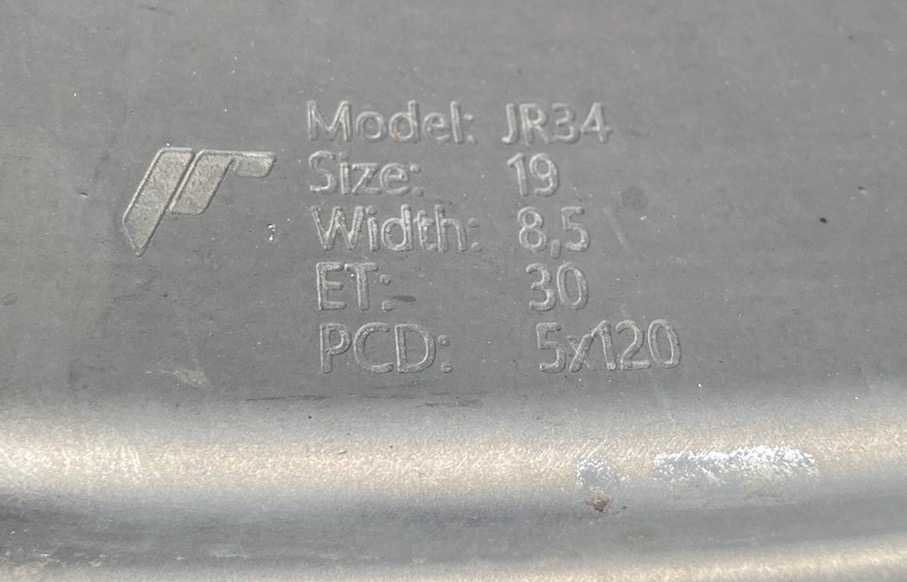 Model: JR34
Size: 19
Width: 8,5
ET: 30
PCD: 5x120